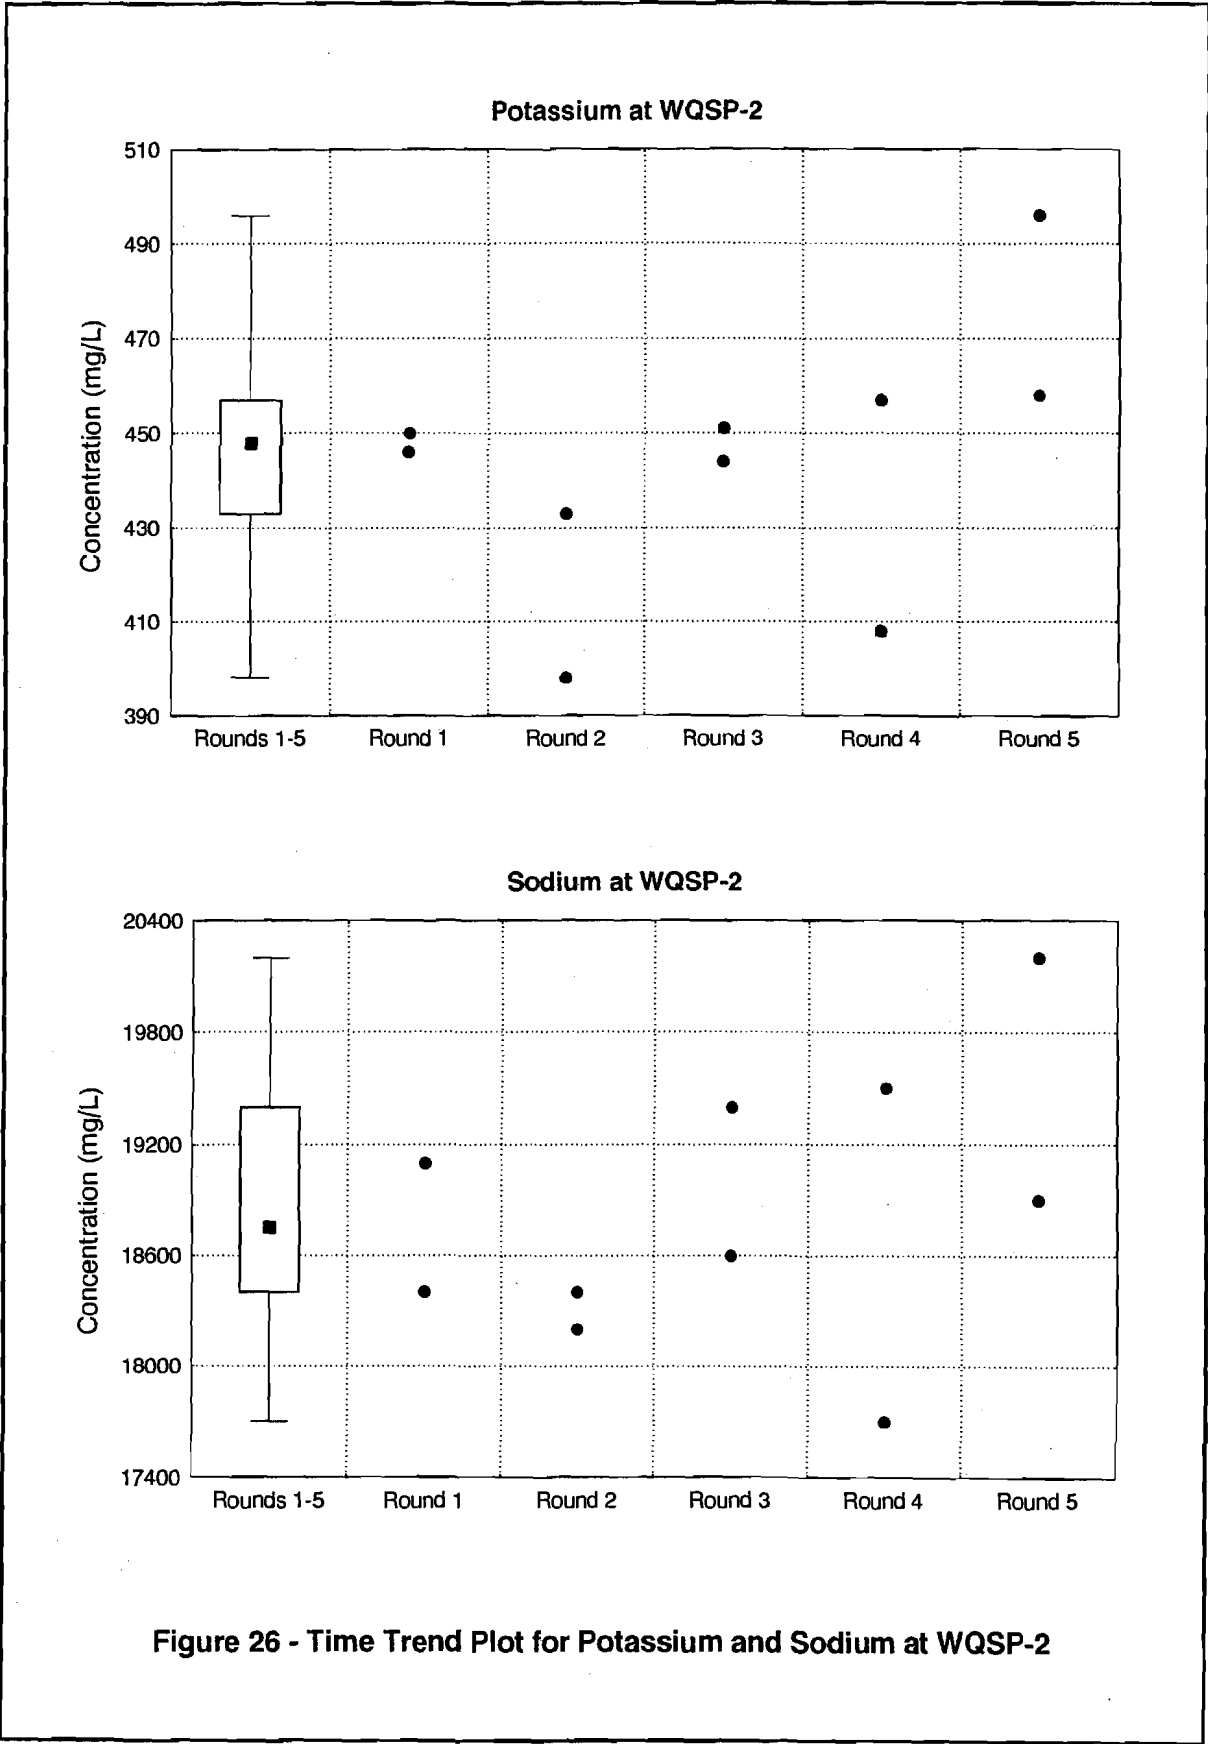 Potassium at WQSP-2
510
490
470
450
430
410
390
Concentration (mg/L)
Rounds 1-5 Round 1 Round 2 Round 3 Round 4 Round 5
Sodium at WQSP-2
20400
19800
19200
18600
18000
17400
Concentration (mg/L)
Rounds 1-5 Round 1 Round 2 Round 3 Round 4 Round 5
Figure 26 - Time Trend Plot for Potassium and Sodium at WQSP-2